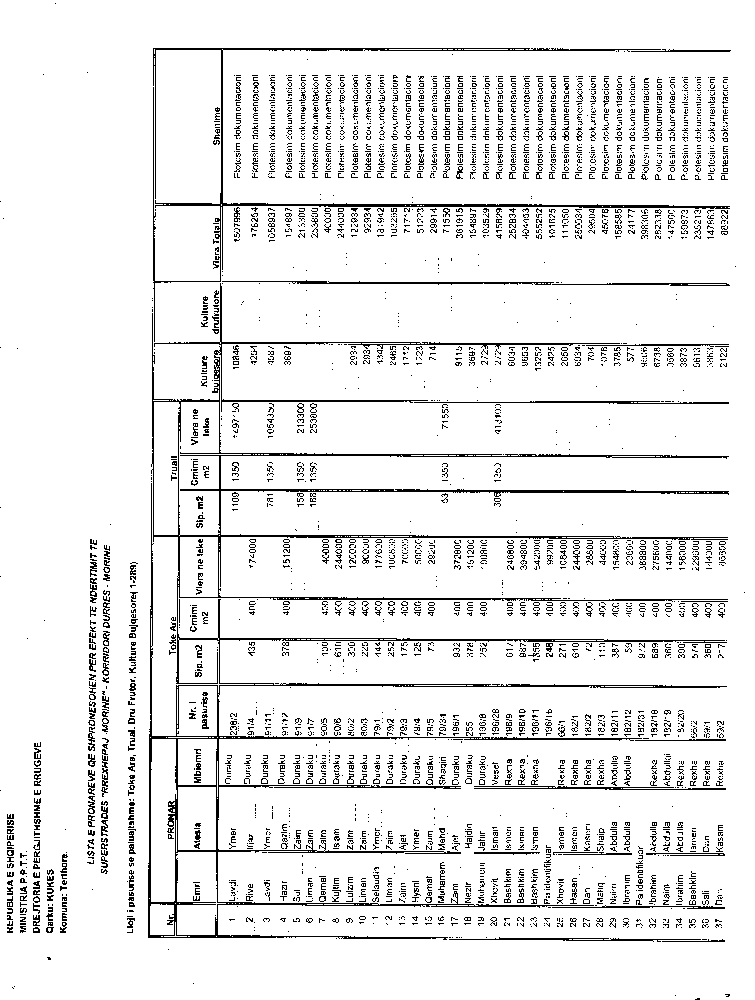 REPUBLIKA E SHQIPERISE
MINISTRIA P.P.T.T.
DREJTORIA E PERGJITHSHME E RRUGEVE
Qarku: KUKES
Komuna: Terthore.
LISTA E PRONAREVE QE SHPRONESOHEN PER EFEKT TE NDERTIMIT TE
SUPERSTRADES "RREXHEPAJ -MORINE" - KORRIDORI DURRES - MORINE
Lloji i pasurise se paluajtshme: Toke Are, Trual, Dru Frutor, Kulture Bujqesore( 1-289)
Nr. PRONAR Toke Are Truall
Emri Atesia Mbiemri Nr. i pasurise Sip. m2 Cmimi m2 Vlera ne leke Sip. m2 Cmimi m2 Vlera ne leke Kulture bujqesore Kulture drufrutore Vlera Totale Shenime
1 Lavdi Ymer Duraku 238/2 1109 1350 1497150 10846 1507996 Plotesim dokumentacioni
2 Rive Iljaz Duraku 91/4 435 400 174000 4254 178254 Plotesim dokumentacioni
3 Lavdi Ymer Duraku 91/11 781 1350 1054350 4587 1058937 Plotesim dokumentacioni
4 Hazir Qazim Duraku 91/12 378 400 151200 3697 154897 Plotesim dokumentacioni
5 Sul Zaim Duraku 91/9 158 1350 213300 213300 Plotesim dokumentacioni
6 Liman Zaim Duraku 91/7 188 1350 253800 253800 Plotesim dokumentacioni
7 Qemal Zaim Duraku 90/5 100 400 40000 40000 Plotesim dokumentacioni
8 Kujtim Islam Duraku 90/6 610 400 244000 244000 Plotesim dokumentacioni
9 Lulzim Zaim Duraku 80/2 300 400 120000 2934 122934 Plotesim dokumentacioni
10 Liman Zaim Duraku 80/3 225 400 90000 2934 92934 Plotesim dokumentacioni
11 Selaudin Ymer Duraku 79/1 444 400 177600 4342 181942 Plotesim dokumentacioni
12 Liman Zaim Duraku 79/2 252 400 100800 2465 103265 Plotesim dokumentacioni
13 Zaim Ajet Duraku 79/3 175 400 70000 1712 71712 Plotesim dokumentacioni
14 Hysni Ymer Duraku 79/4 125 400 50000 1223 51223 Plotesim dokumentacioni
15 Qemal Zaim Duraku 79/5 73 400 29200 714 29914 Plotesim dokumentacioni
16 Muharrem Mehdi Shaqiri 79/34 53 1350 71550 71550 Plotesim dokumentacioni
17 Zaim Ajet Duraku 196/1 932 400 372800 9115 381915 Plotesim dokumentacioni
18 Nezir Hajdin Duraku 255 378 400 151200 3697 154897 Plotesim dokumentacioni
19 Muharrem Jahir Duraku 196/8 252 400 100800 2729 103529 Plotesim dokumentacioni
20 Xhevit Ismail Veseli 196/28 306 1350 413100 2729 415829 Plotesim dokumentacioni
21 Bashkim Ismen Rexha 196/9 617 400 246800 6034 252834 Plotesim dokumentacioni
22 Bashkim Ismen Rexha 196/10 987 400 394800 9653 404453 Plotesim dokumentacioni
23 Bashkim Ismen Rexha 196/11 1355 400 542000 13252 555252 Plotesim dokumentacioni
24 Pa identifikuar 196/16 248 400 99200 2425 101625 Plotesim dokumentacioni
25 Xhevit Ismen Rexha 66/1 271 400 108400 2650 111050 Plotesim dokumentacioni
26 Hasan Ismen Rexha 182/1 610 400 244000 6034 250034 Plotesim dokumentacioni
27 Dan Kasem Rexha 182/2 72 400 28800 704 29504 Plotesim dokumentacioni
28 Maliq Shaip Rexha 182/3 110 400 44000 1076 45076 Plotesim dokumentacioni
29 Naim Abdulla Abdullai 182/11 387 400 154800 3785 158585 Plotesim dokumentacioni
30 Ibrahim Abdulla Abdullai 182/12 59 400 23600 577 24177 Plotesim dokumentacioni
31 Pa identifikuar 182/31 972 400 388800 9506 398306 Plotesim dokumentacioni
32 Ibrahim Abdulla Rexha 182/18 689 400 275600 6738 282338 Plotesim dokumentacioni
33 Naim Abdulla Abdullai 182/19 360 400 144000 3560 147560 Plotesim dokumentacioni
34 Ibrahim Abdulla Rexha 182/20 390 400 156000 3873 159873 Plotesim dokumentacioni
35 Bashkim Ismen Rexha 66/2 574 400 229600 5613 235213 Plotesim dokumentacioni
36 Sali Dan Rexha 59/1 360 400 144000 3863 147863 Plotesim dokumentacioni
37 Dan Kasam Rexha 59/2 217 400 86800 2122 88922 Plotesim dokumentacioni